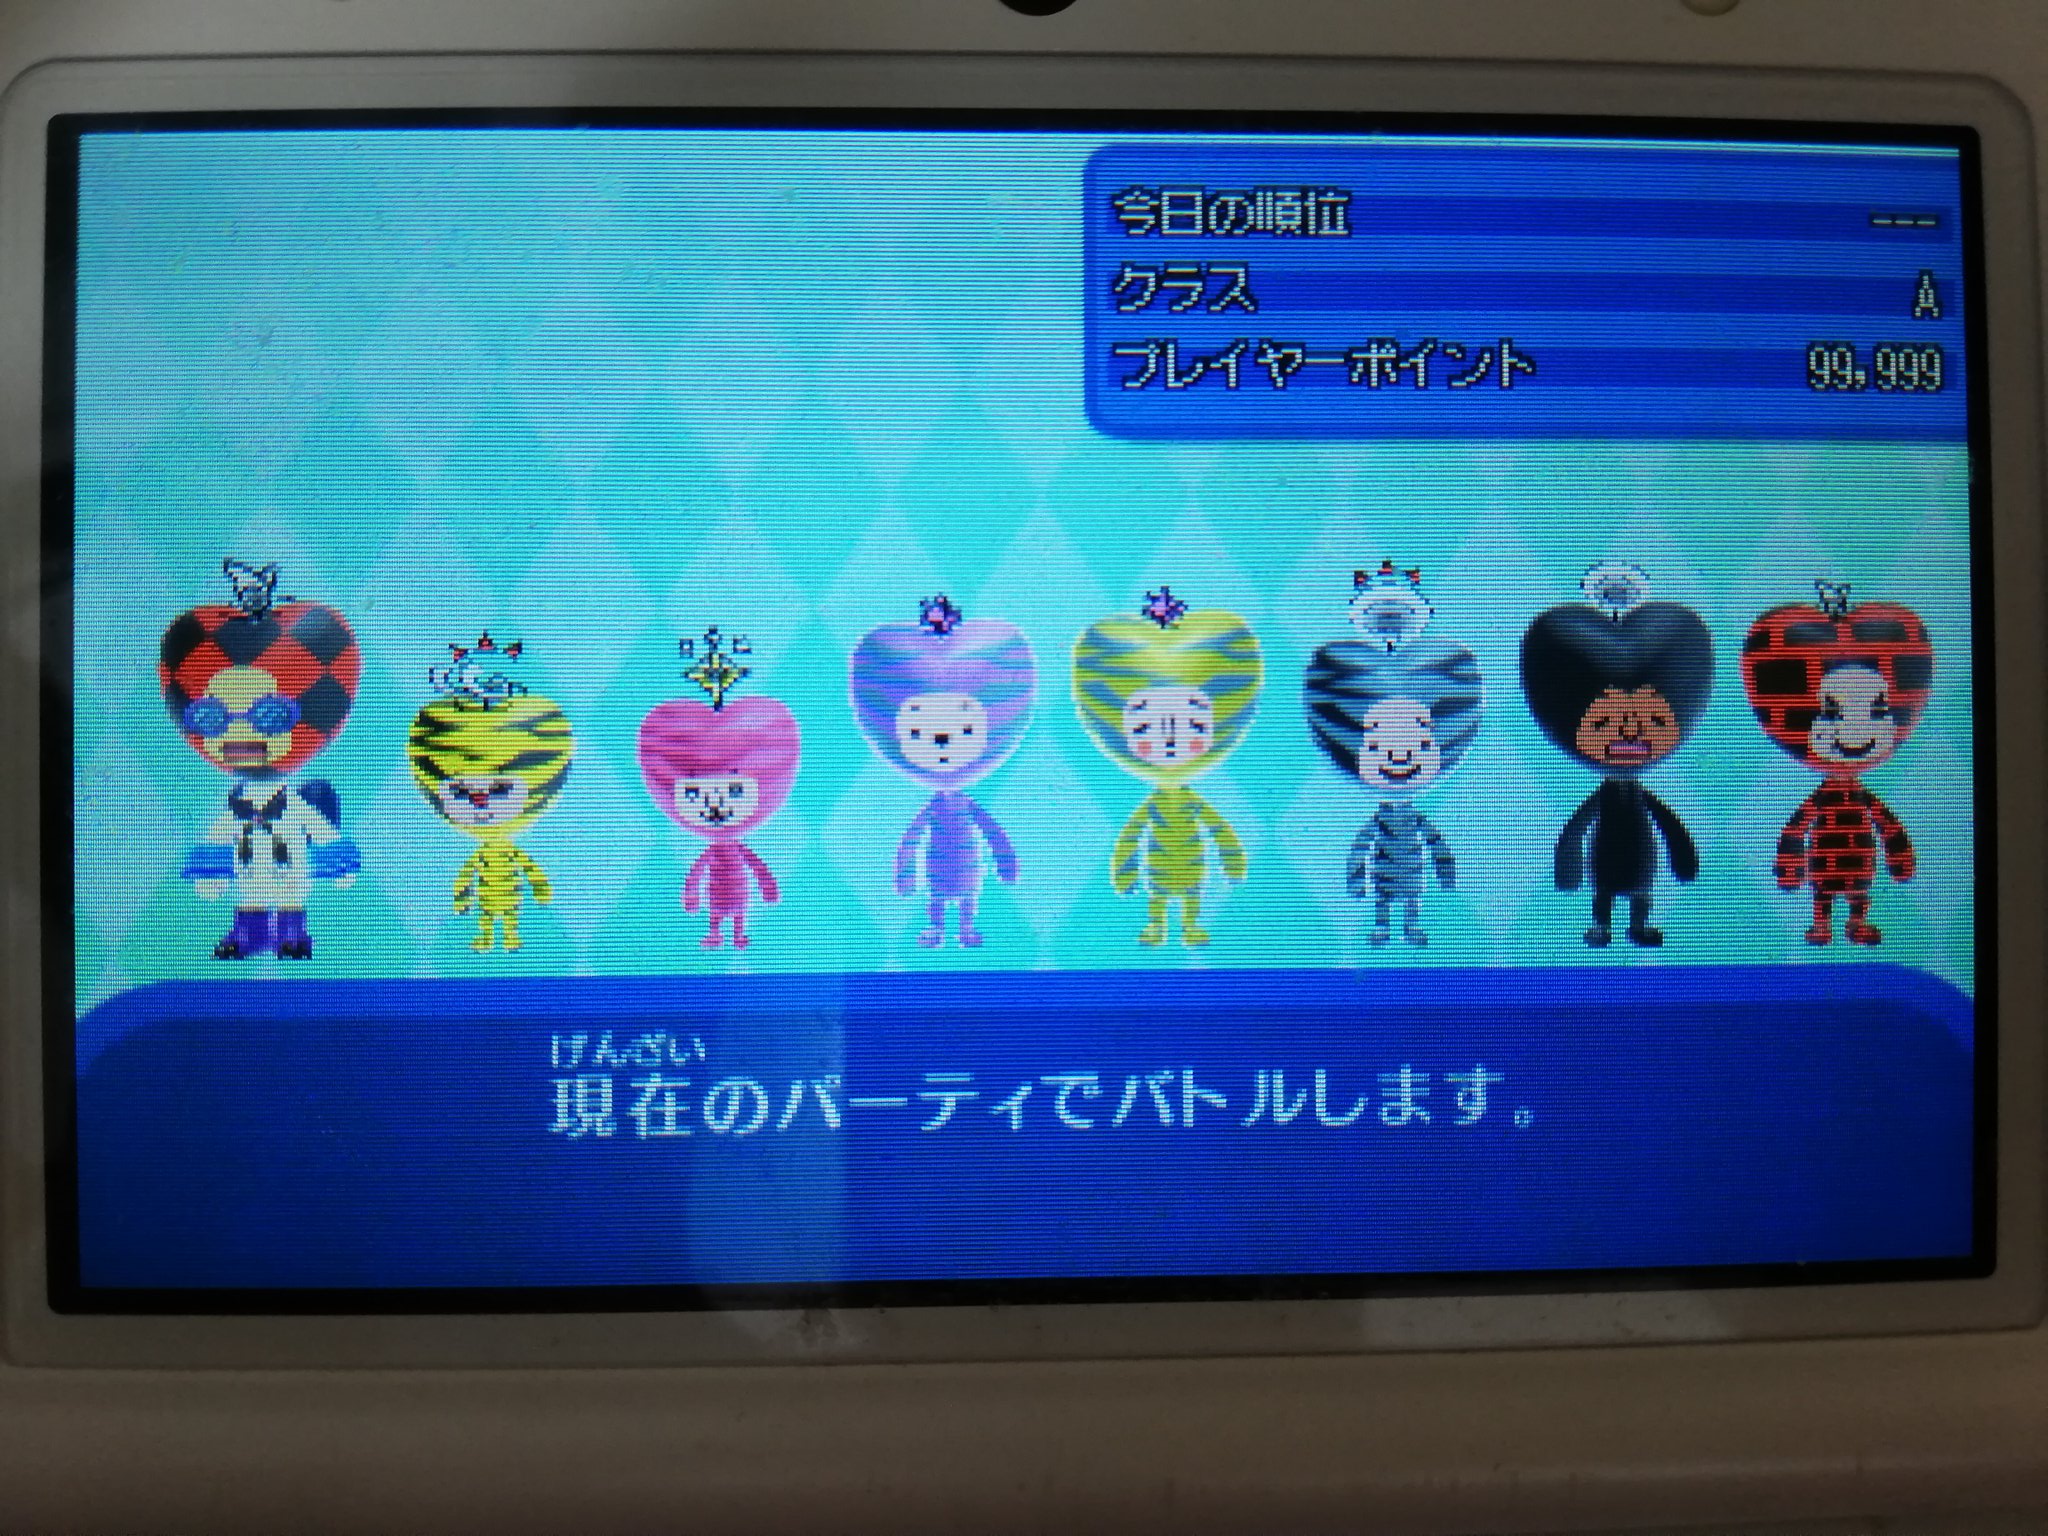 今日の順位 ---
クラス A
プレイヤーポイント 99,999
げんざい
現在のパーティでバトルします。